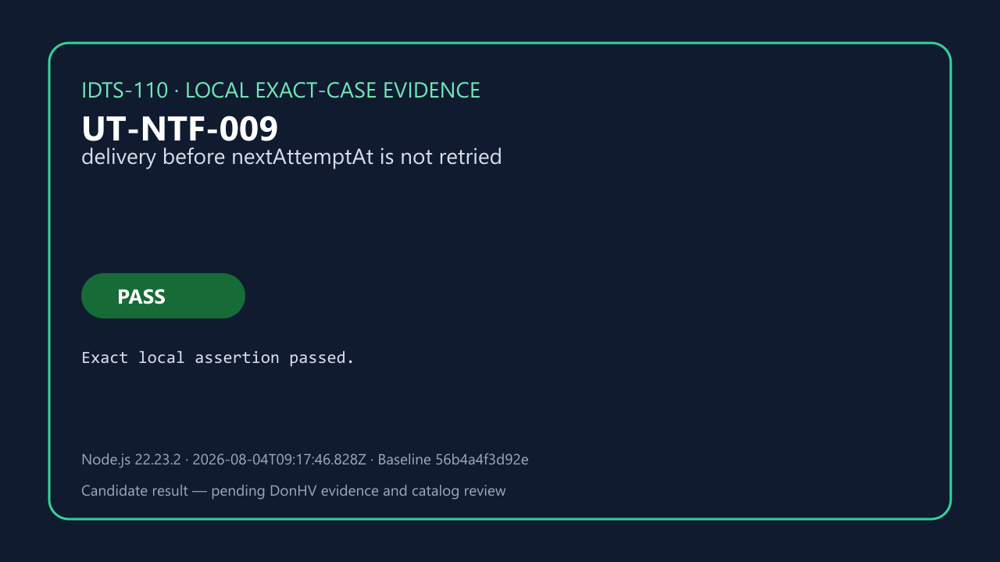 IDTS-110 · LOCAL EXACT-CASE EVIDENCE
UT-NTF-009
delivery before nextAttemptAt is not retried
PASS
Exact local assertion passed.
Node.js 22.23.2 · 2026-08-04T09:17:46.828Z · Baseline 56b4a4f3d92e
Candidate result — pending DonHV evidence and catalog review